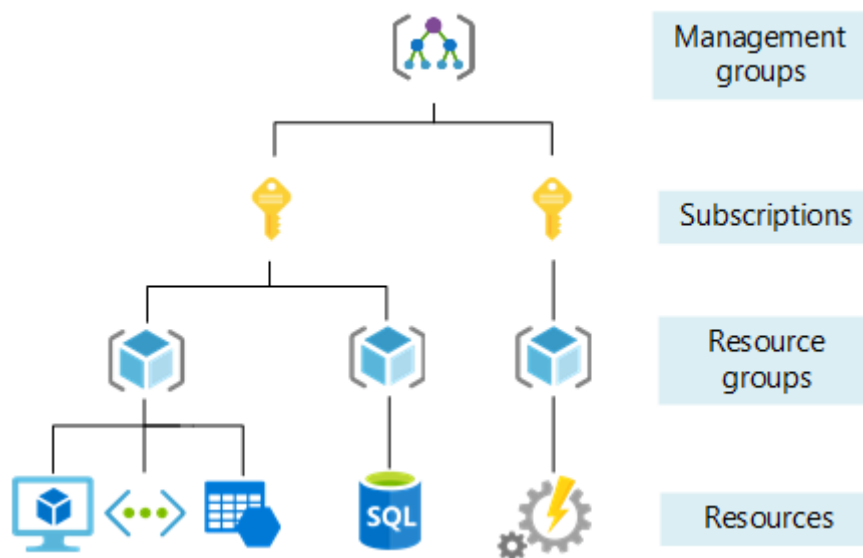 Management
groups
Subscriptions
Resource
groups
SQL
Resources